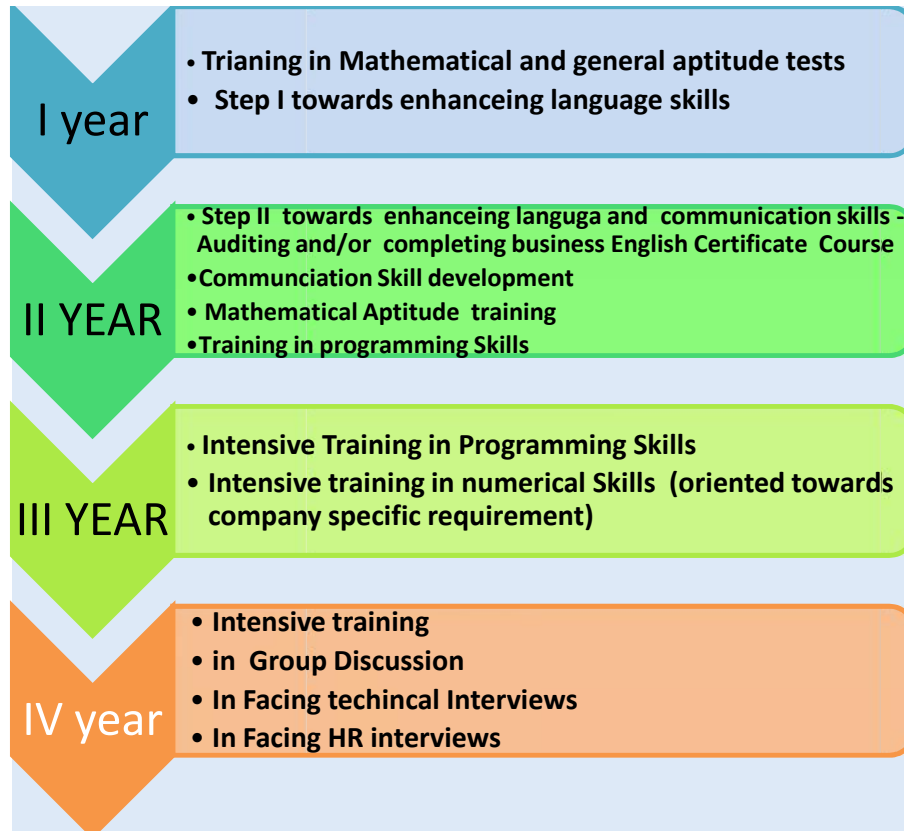 I year
• Trianing in Mathematical and general aptitude tests
• Step I towards enhanceing language skills
II YEAR
• Step II towards enhanceing languga and communication skills -
Auditing and/or completing business English Certificate Course
•Communciation Skill development
• Mathematical Aptitude training
•Training in programming Skills
III YEAR
• Intensive Training in Programming Skills
• Intensive training in numerical Skills (oriented towards
company specific requirement)
IV year
• Intensive training
• in Group Discussion
• In Facing techincal Interviews
• In Facing HR interviews